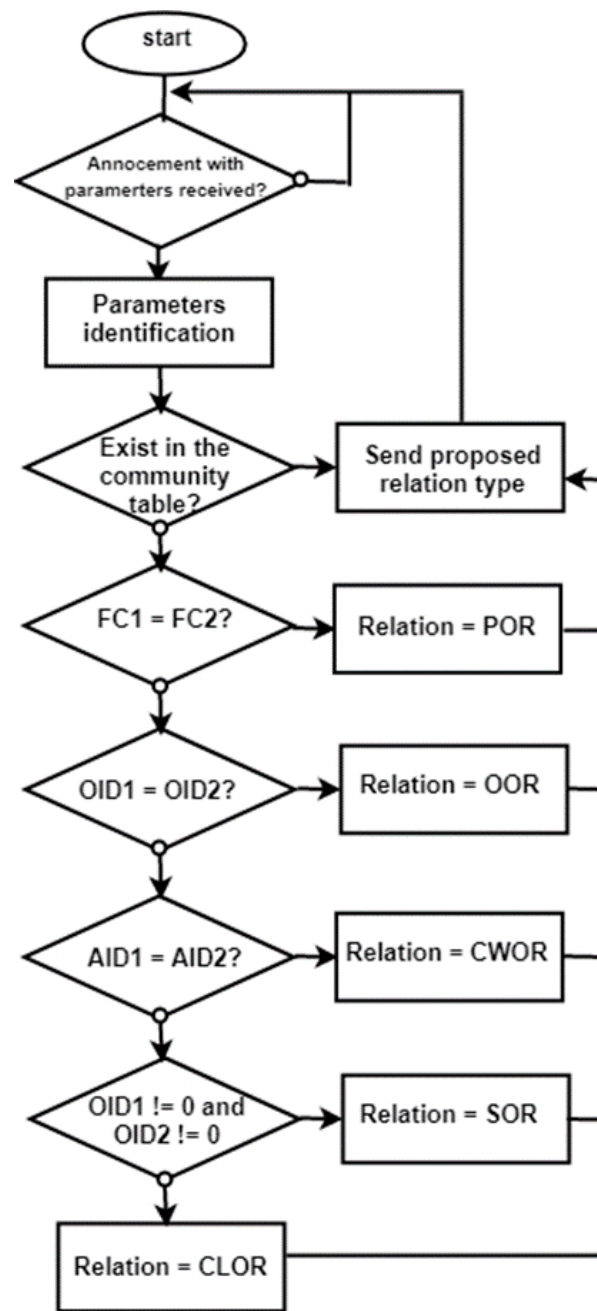 start
Annocement with
paramerters received?
Parameters
identification
Exist in the
community
table?
Send proposed
relation type
FC1 = FC2?
Relation = POR
OID1 = OID2?
Relation = OOR
AID1 = AID2?
Relation = CWOR
OID1 != 0 and
OID2 != 0
Relation = SOR
Relation = CLOR